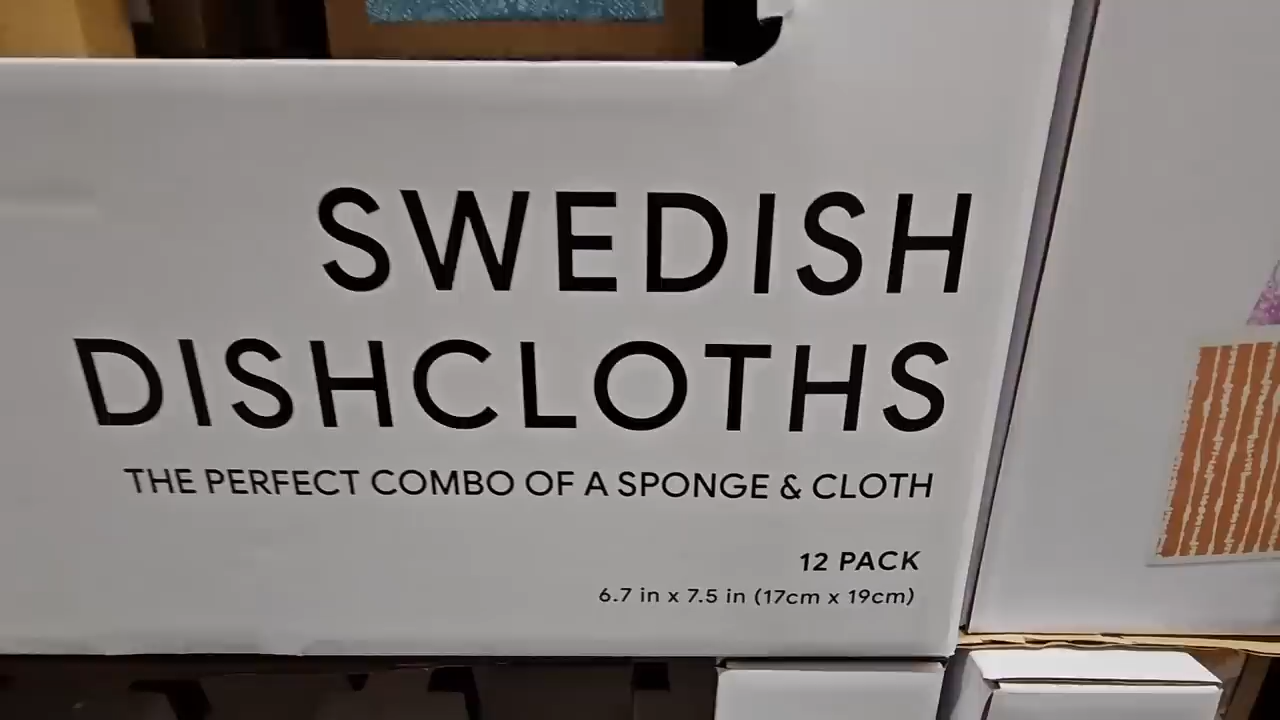 SWEDISH
DISHCLOTHS
THE PERFECT COMBO OF A SPONGE & CLOTH
12 PACK
6.7 in x 7.5 in (17cm x 19cm)